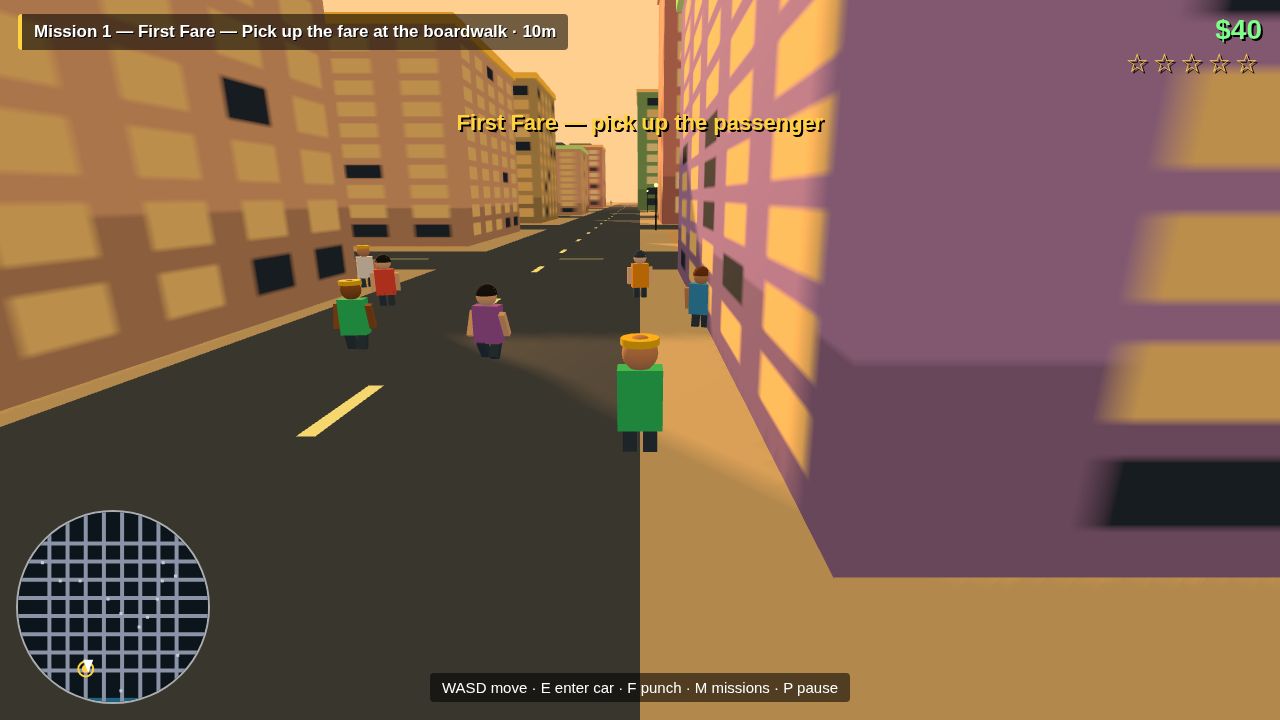 Mission 1 — First Fare — Pick up the fare at the boardwalk · 10m
$40
☆☆☆☆☆
First Fare — pick up the passenger
WASD move · E enter car · F punch · M missions · P pause